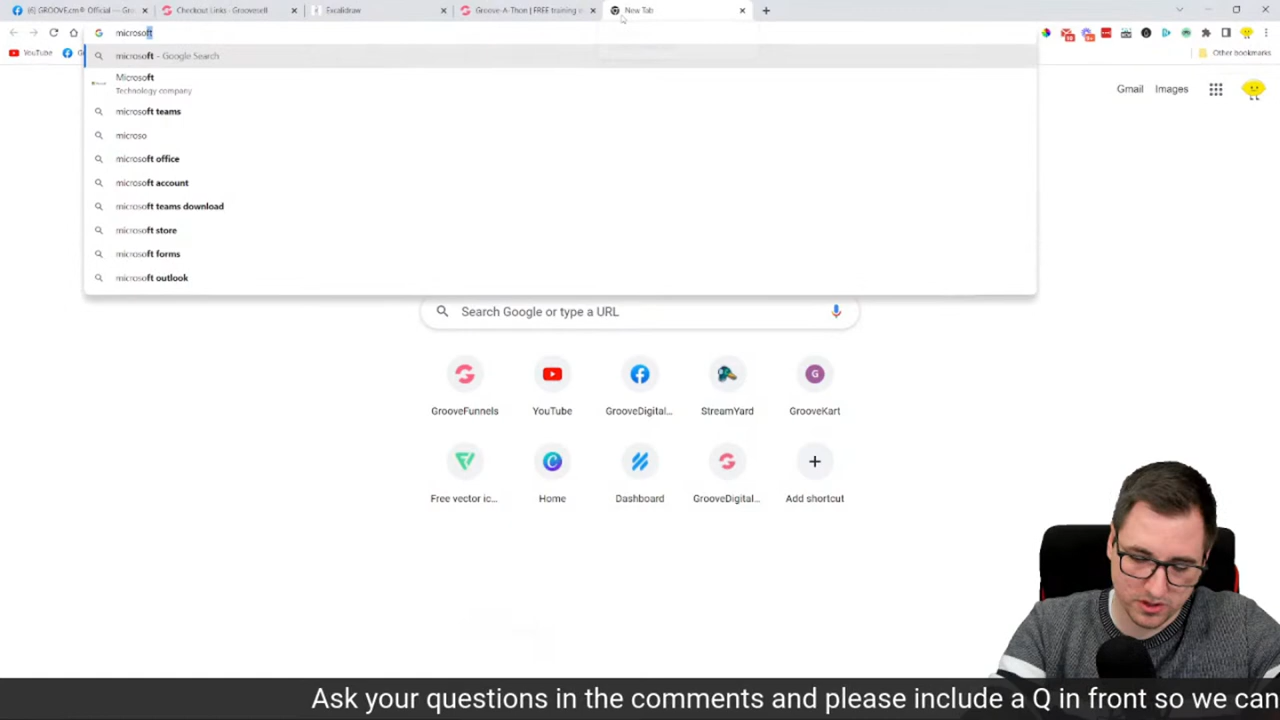 (6) GROOVE.cm® Official — Gr
Checkout Links - Groovesell
Excalidraw
Groove-A-Thon | FREE training v
New Tab
microsoft
YouTube
Other bookmarks
microsoft - Google Search
Microsoft
Technology company
microsoft teams
microso
microsoft office
microsoft account
microsoft teams download
microsoft store
microsoft forms
microsoft outlook
Gmail
Images
Search Google or type a URL
GrooveFunnels
YouTube
GrooveDigital...
StreamYard
GrooveKart
G
Free vector ic...
Home
Dashboard
GrooveDigital...
Add shortcut
Ask your questions in the comments and please include a Q in front so we can